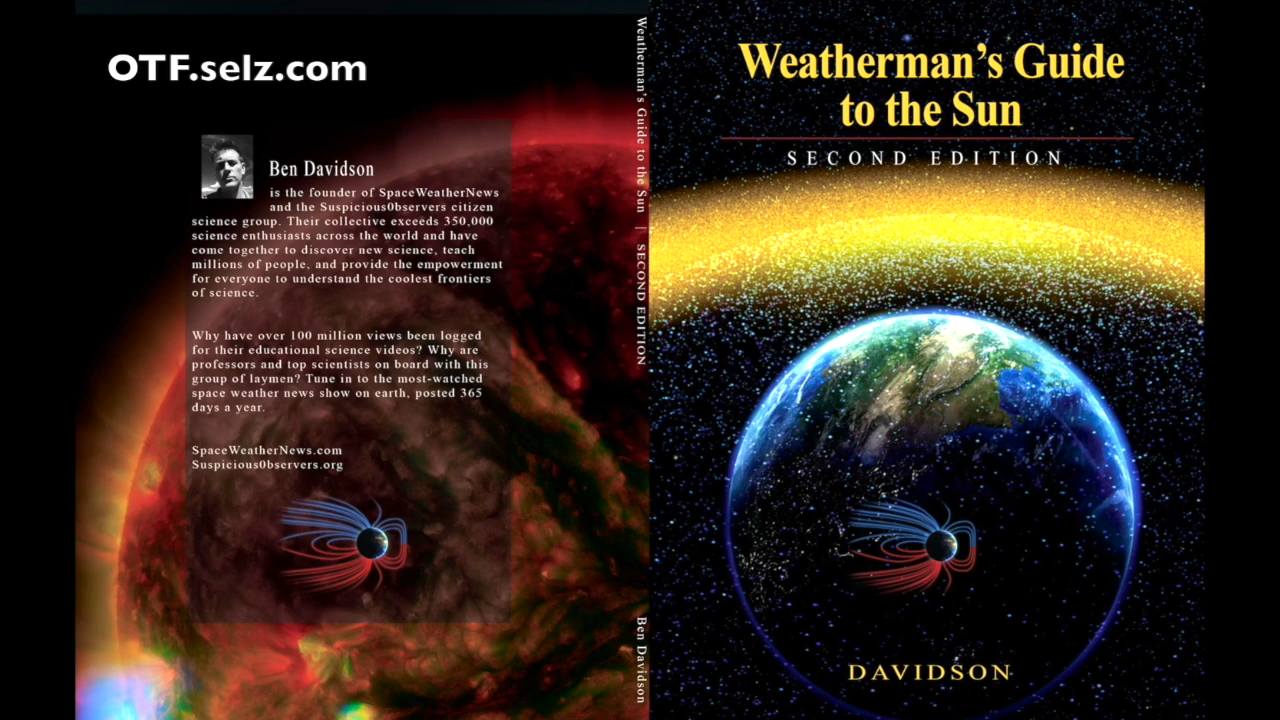 OTF.selz.com
Ben Davidson
is the founder of SpaceWeatherNews
and the Suspicious0bservers citizen
science group. Their collective exceeds 350,000
science enthusiasts across the world and have
come together to discover new science, teach
millions of people, and provide the empowerment
for everyone to understand the coolest frontiers
of science.
Why have over 100 million views been logged
for their educational science videos? Why are
professors and top scientists on board with this
group of laymen? Tune in to the most-watched
space weather news show on earth, posted 365
days a year.
SpaceWeatherNews.com
Suspicious0bservers.org
Weatherman's Guide to the Sun | SECOND EDITION
Ben Davidson
Weatherman's Guide
to the Sun
SECOND EDITION
DAVIDSON